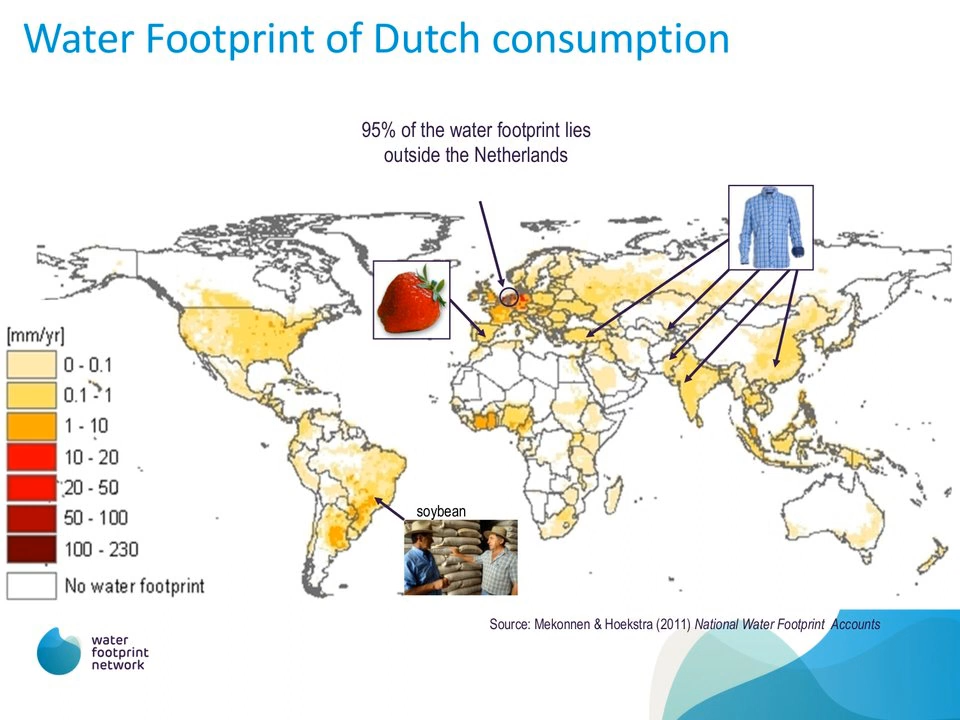 Water Footprint of Dutch consumption
95% of the water footprint lies
outside the Netherlands
[mm/yr]
0 - 0.1
0.1 - 1
1 - 10
10 - 20
20 - 50
50 - 100
100 - 230
No water footprint
soybean
Source: Mekonnen & Hoekstra (2011) National Water Footprint Accounts
water
footprint
network